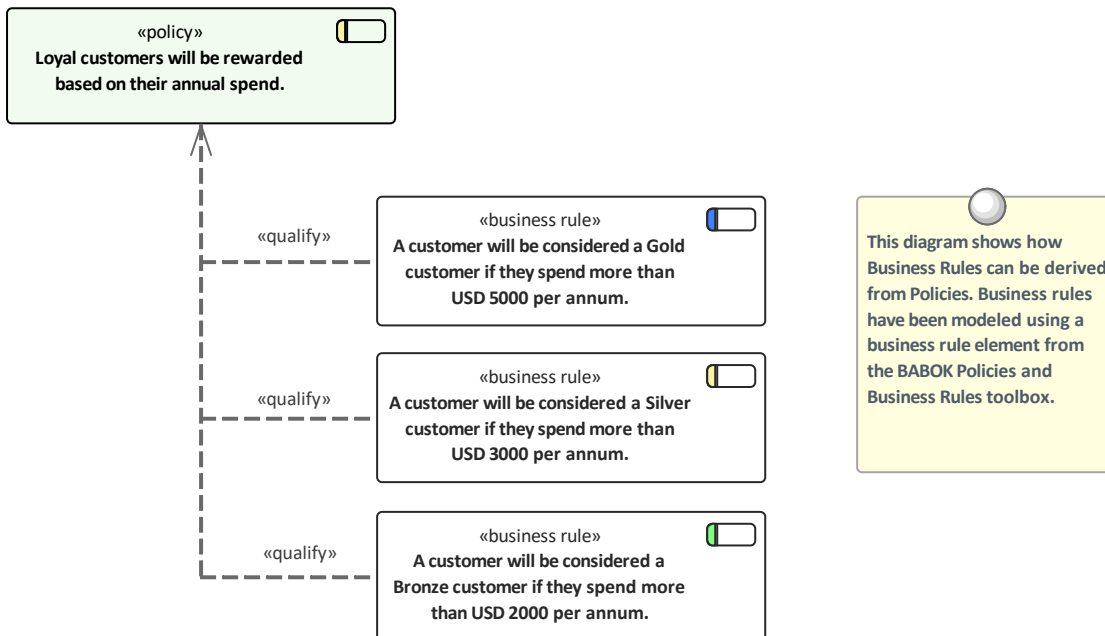 «policy»
Loyal customers will be rewarded
based on their annual spend.
«qualify»
«business rule»
A customer will be considered a Gold
customer if they spend more than
USD 5000 per annum.
«qualify»
«business rule»
A customer will be considered a Silver
customer if they spend more than
USD 3000 per annum.
«qualify»
«business rule»
A customer will be considered a
Bronze customer if they spend more
than USD 2000 per annum.
This diagram shows how
Business Rules can be derived
from Policies. Business rules
have been modeled using a
business rule element from
the BABOK Policies and
Business Rules toolbox.